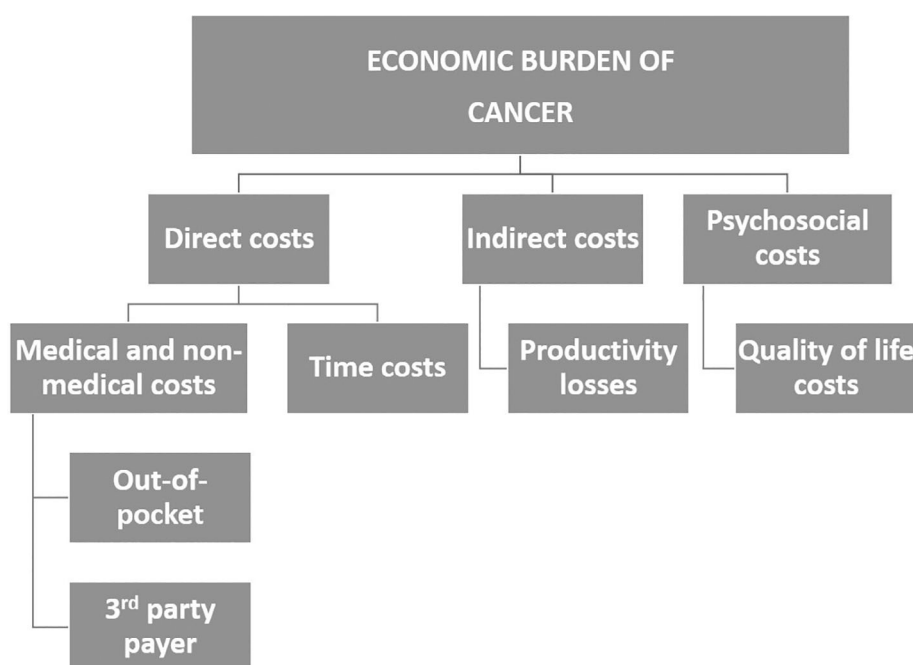 ECONOMIC BURDEN OF
CANCER
Direct costs
Indirect costs
Psychosocial
costs
Medical and non-
medical costs
Time costs
Productivity
losses
Quality of life
costs
Out-of-
pocket
3rd party
payer